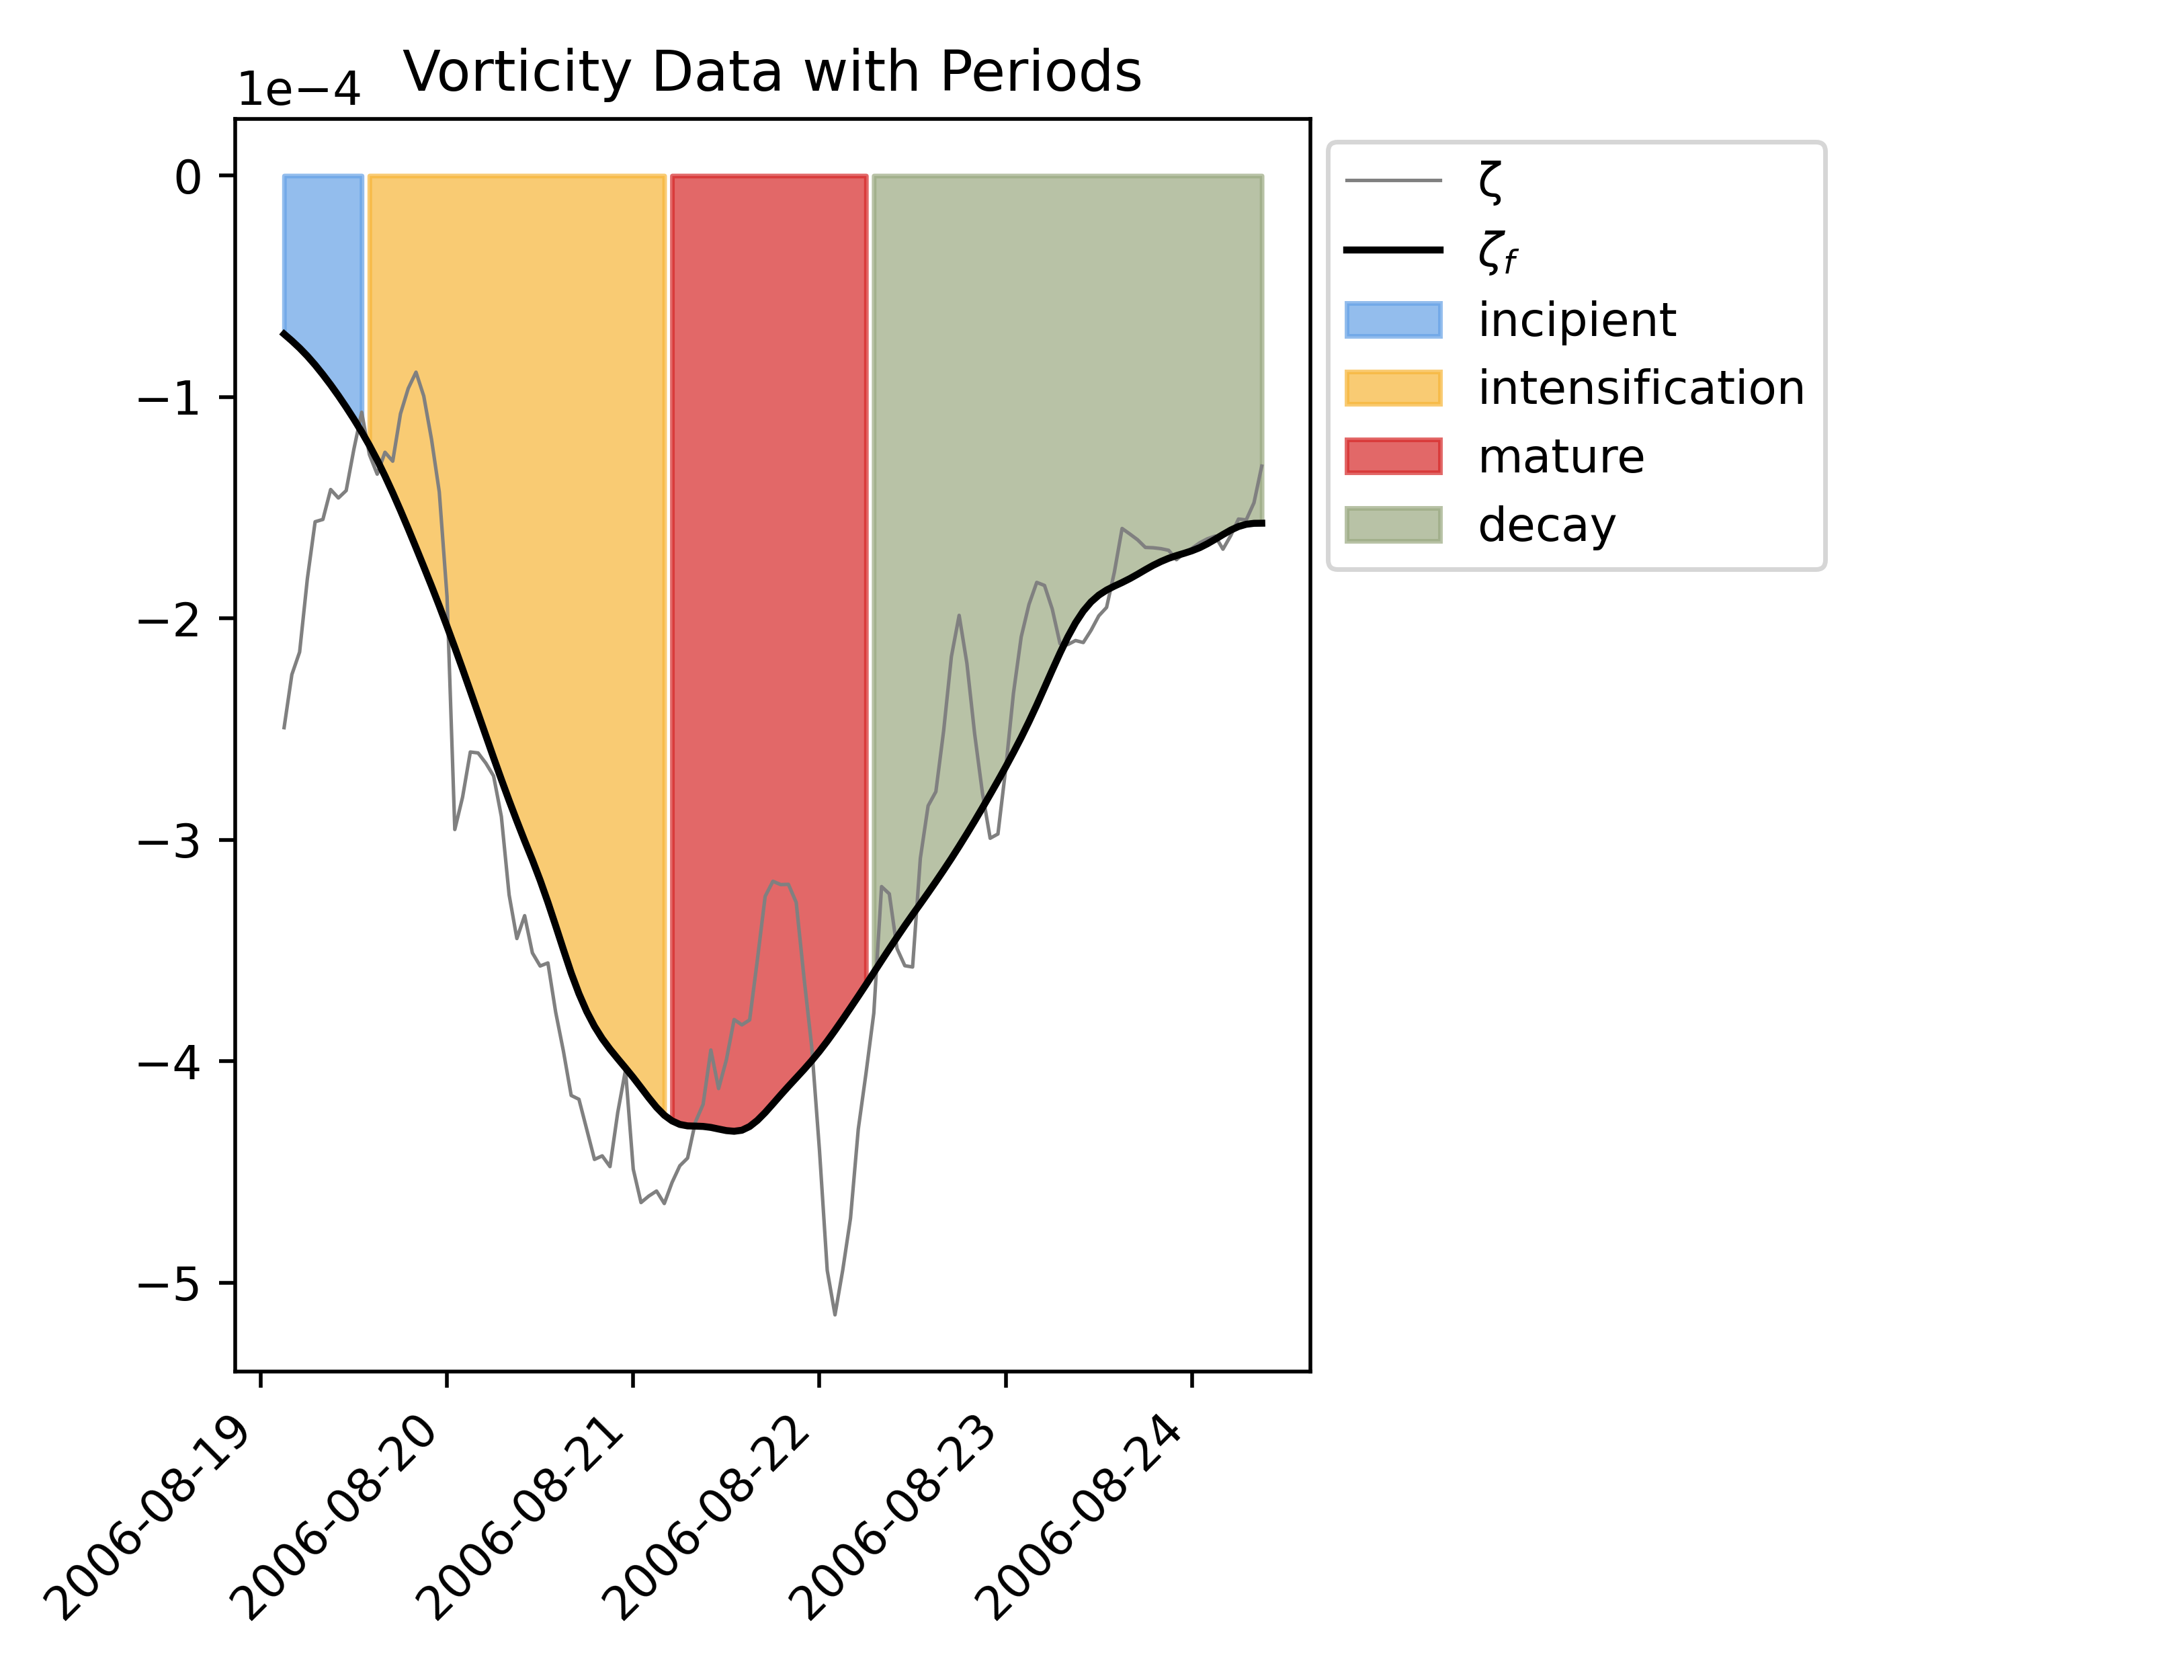 Vorticity Data with Periods
1e−4
0
−1
−2
−3
−4
−5
2006-08-19
2006-08-20
2006-08-21
2006-08-22
2006-08-23
2006-08-24
ζ
ζf
incipient
intensification
mature
decay